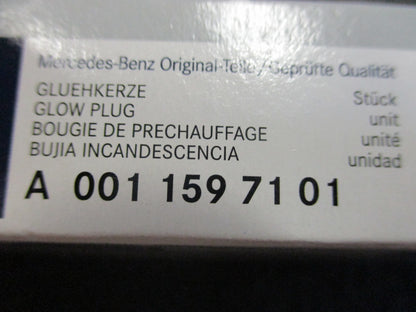 Mercedes-Benz Original-Teile/Geprüfte Qualität
GLUEHKERZE Stück
GLOW PLUG unit
BOUGIE DE PRECHAUFFAGE unité
BUJIA INCANDESCENCIA unidad
A 001 159 71 01